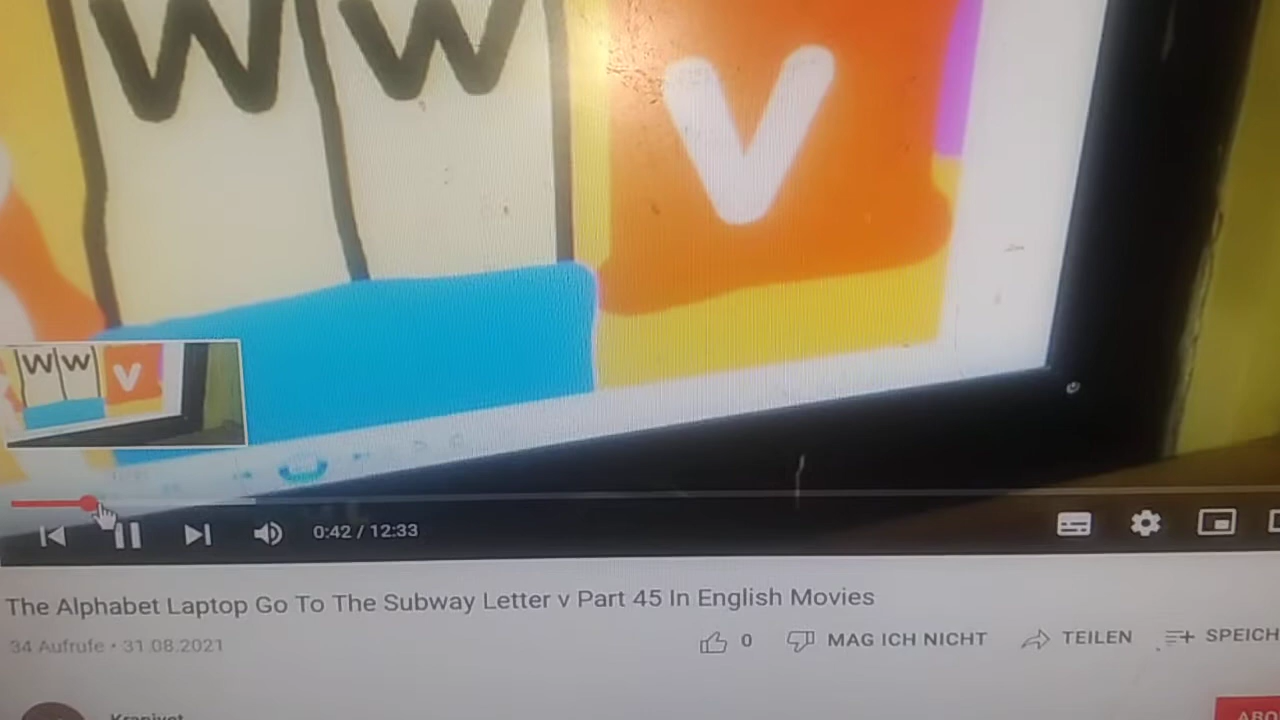 W W V
W W V
0:42 / 12:33
The Alphabet Laptop Go To The Subway Letter v Part 45 In English Movies
34 Aufrufe • 31.08.2021
0 MAG ICH NICHT TEILEN SPEICH
ABO